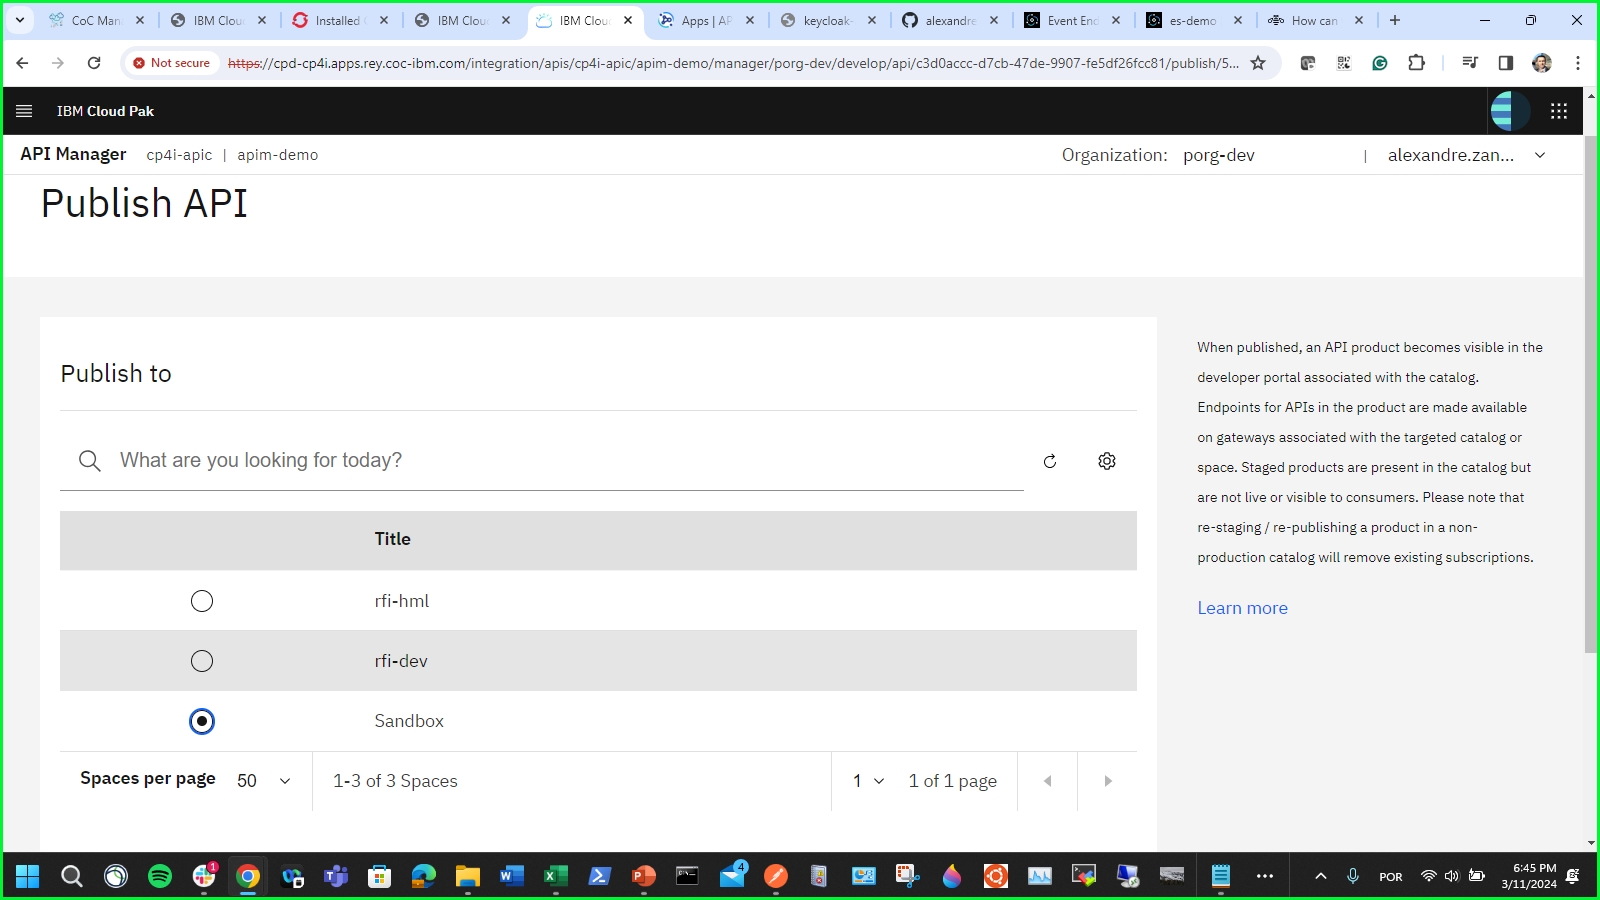 CoC Man
IBM Clou
Installed
IBM Clou
IBM Clou
Apps | AP
keycloak-
alexandre
Event End
es-demo
How can
Not secure
https://cpd-cp4i.apps.rey.coc-ibm.com/integration/apis/cp4i-apic/apim-demo/manager/porg-dev/develop/api/c3d0accc-d7cb-47de-9907-fe5df26fcc81/publish/5...
IBM Cloud Pak
API Manager cp4i-apic | apim-demo
Organization: porg-dev | alexandre.zan...
Publish API
Publish to
What are you looking for today?
Title
rfi-hml
rfi-dev
Sandbox
Spaces per page 50 1-3 of 3 Spaces 1 1 of 1 page
When published, an API product becomes visible in the
developer portal associated with the catalog.
Endpoints for APIs in the product are made available
on gateways associated with the targeted catalog or
space. Staged products are present in the catalog but
are not live or visible to consumers. Please note that
re-staging / re-publishing a product in a non-
production catalog will remove existing subscriptions.
Learn more
1
4
POR
6:45 PM
3/11/2024